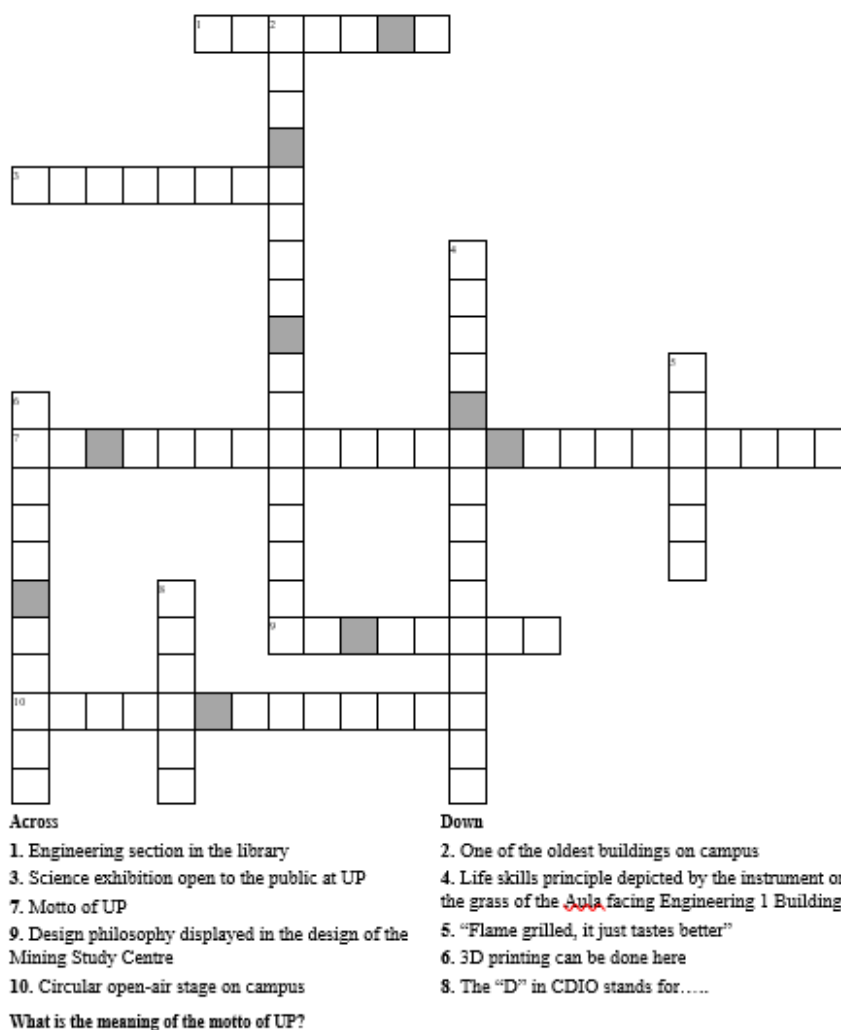 1
2
3
4
5
6
7
8
9
10
Across
1. Engineering section in the library
3. Science exhibition open to the public at UP
7. Motto of UP
9. Design philosophy displayed in the design of the
Mining Study Centre
10. Circular open-air stage on campus
What is the meaning of the motto of UP?
Down
2. One of the oldest buildings on campus
4. Life skills principle depicted by the instrument on
the grass of the Aula facing Engineering 1 Building
5. “Flame grilled, it just tastes better”
6. 3D printing can be done here
8. The “D” in CDIO stands for…..